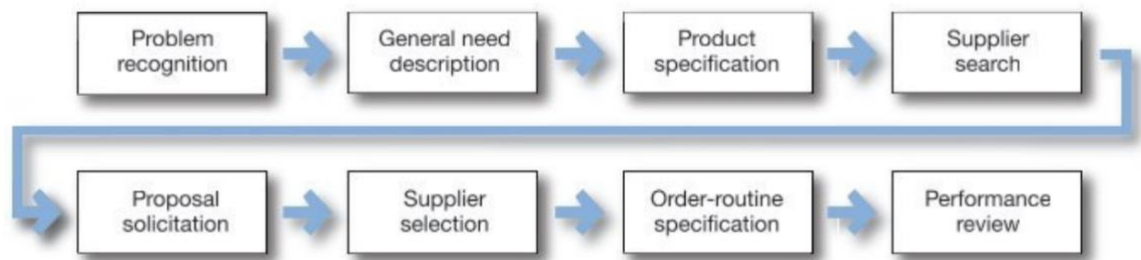 Problem
recognition
General need
description
Product
specification
Supplier
search
Proposal
solicitation
Supplier
selection
Order-routine
specification
Performance
review